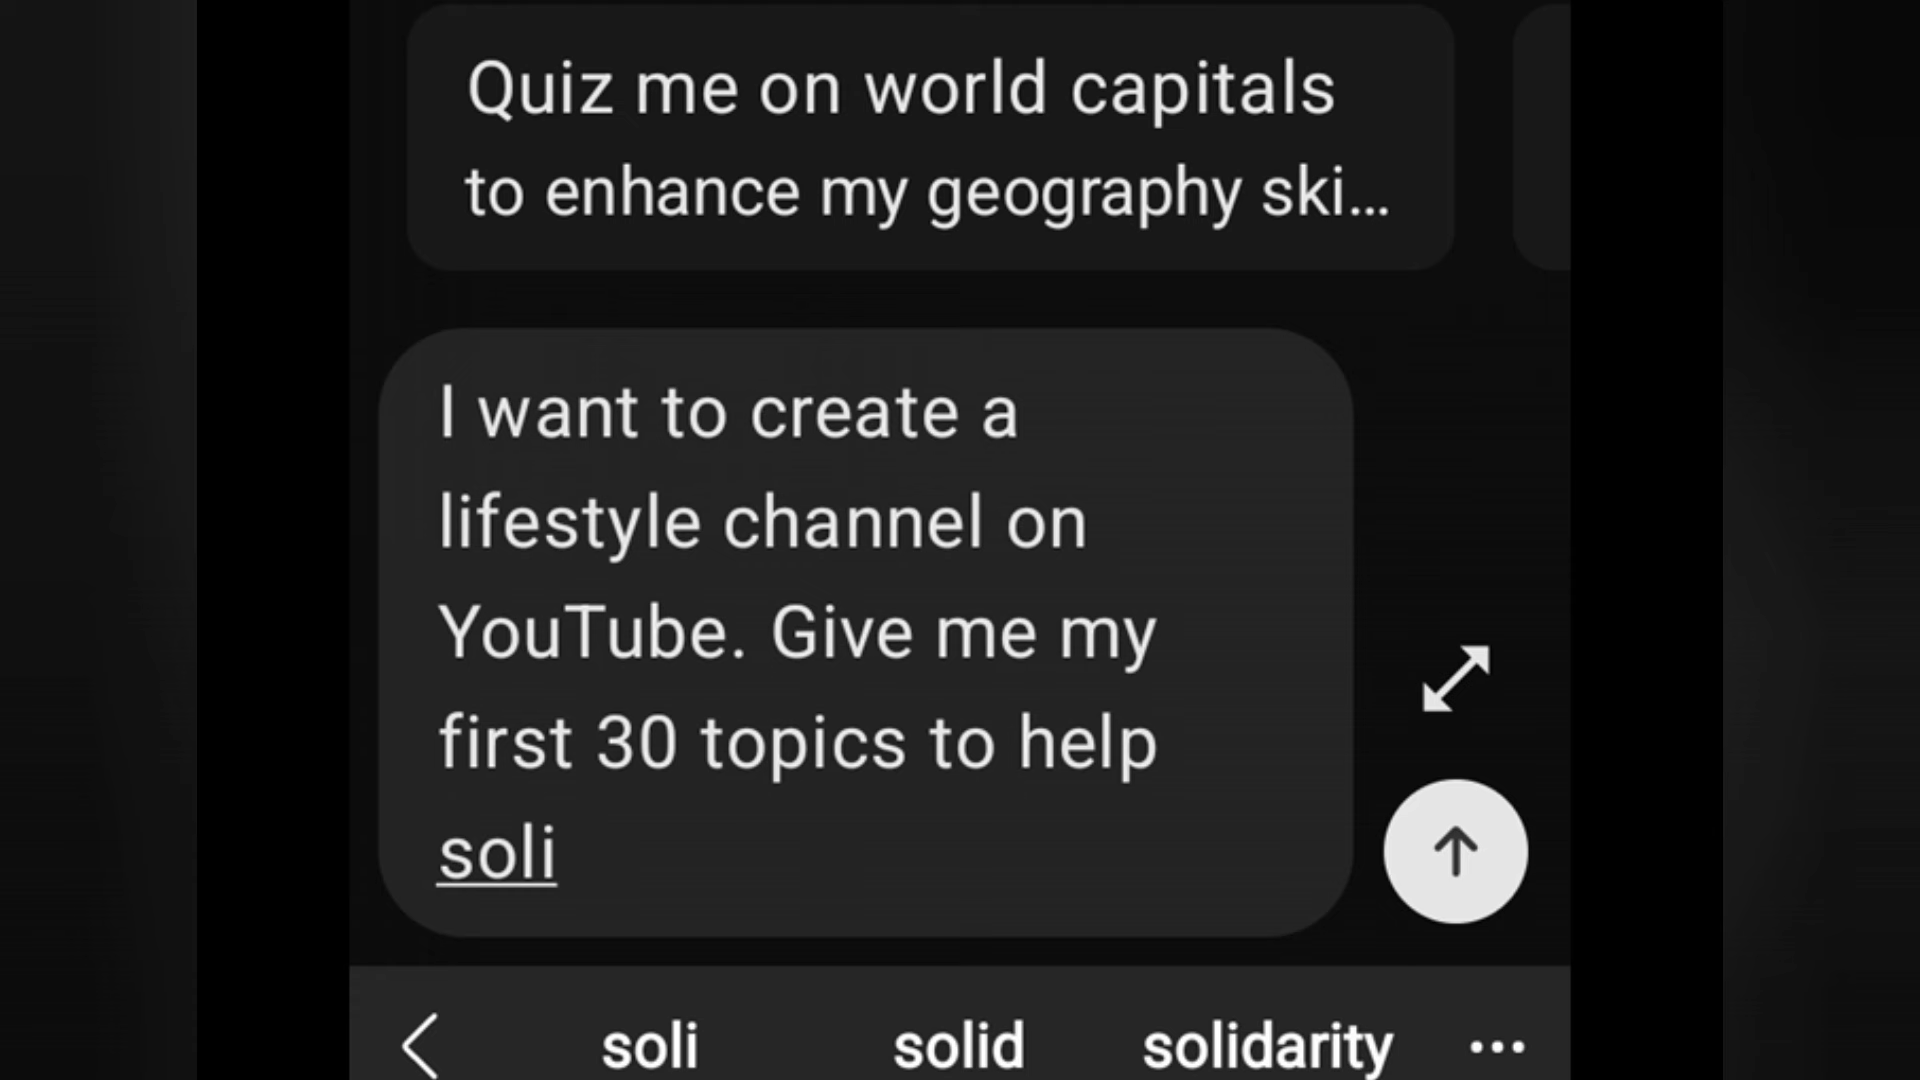 Quiz me on world capitals
to enhance my geography ski...
I want to create a
lifestyle channel on
YouTube. Give me my
first 30 topics to help
soli
soli solid solidarity